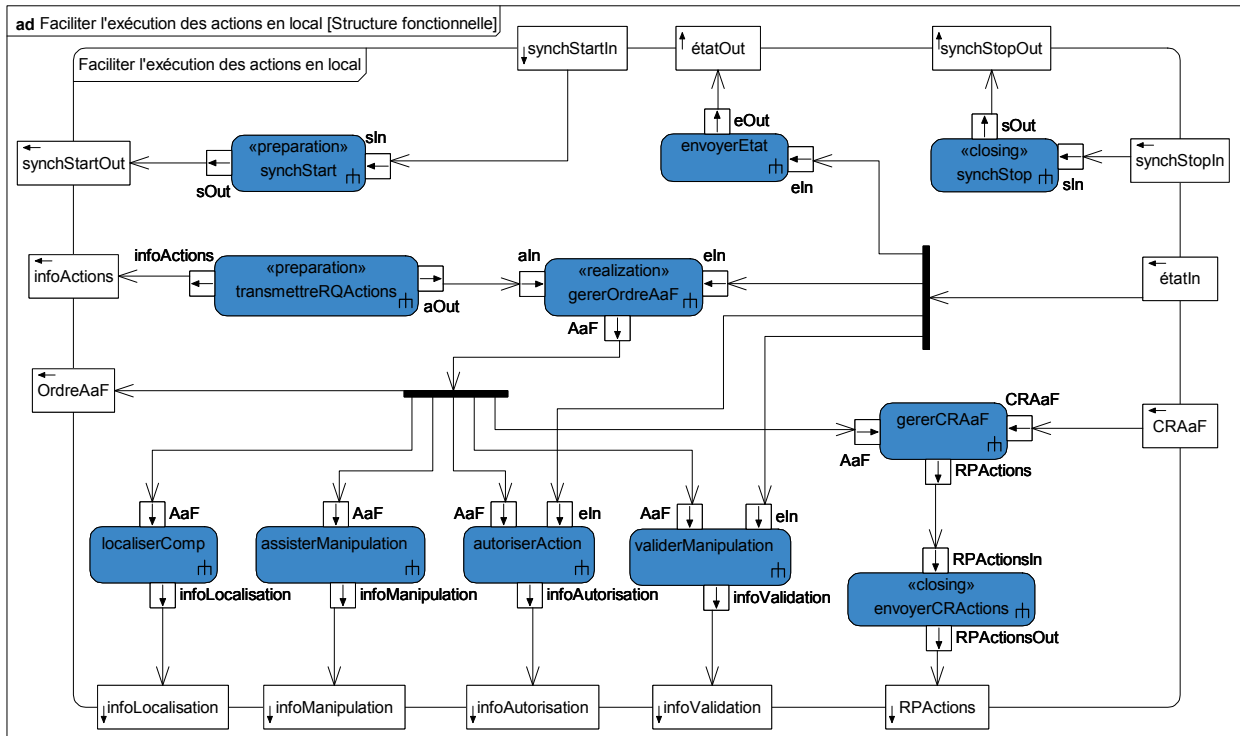 ad Faciliter l'exécution des actions en local [Structure fonctionnelle]
synchStartIn
étatOut
synchStopOut
Faciliter l'exécution des actions en local
eOut
sOut
sIn
«preparation»
synchStart
envoyerEtat
«closing»
synchStop
synchStartOut
synchStopIn
sOut
eIn
sIn
infoActions
aIn
eIn
infoActions
«preparation»
transmettreRQActions
«realization»
gererOrdreAaF
étatIn
aOut
AaF
OrdreAaF
CRAaF
gererCRAaF
CRAaF
AaF
RPActions
AaF
AaF
AaF
eIn
AaF
eIn
localiserComp
assisterManipulation
autoriserAction
validerManipulation
RPActionsIn
infoLocalisation
infoManipulation
infoAutorisation
infoValidation
«closing»
envoyerCRActions
RPActionsOut
infoLocalisation
infoManipulation
infoAutorisation
infoValidation
RPActions